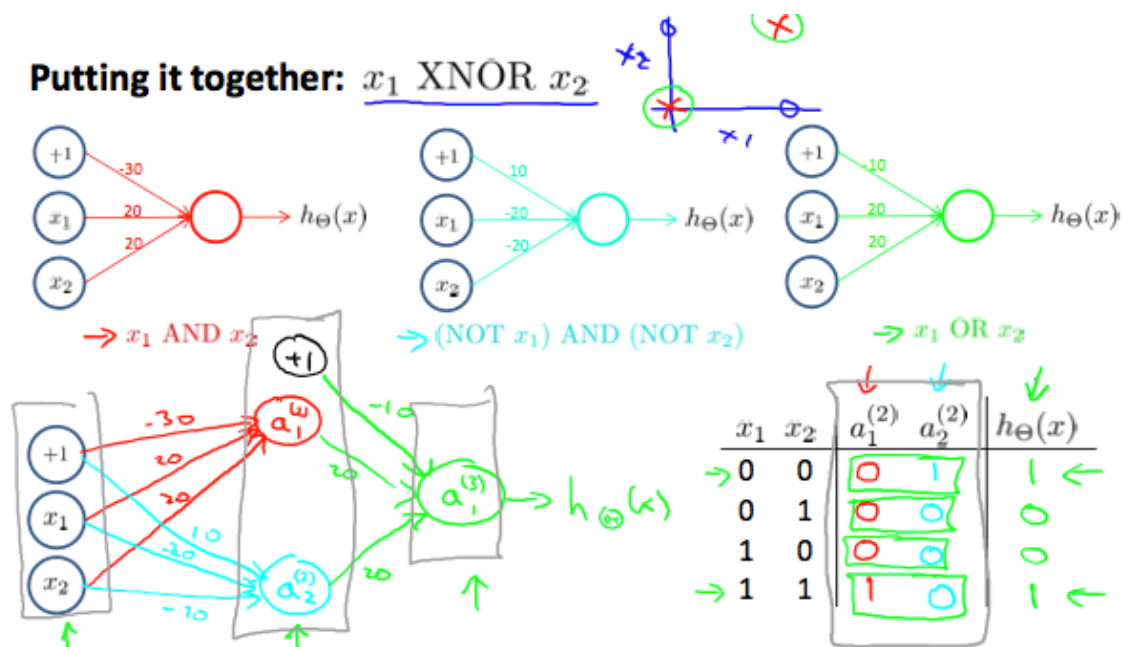 Putting it together: x₁ XNOR x₂
x₂
x₁
+1
-30
x₁
20
hΘ(x)
20
x₂
+1
10
x₁
-20
hΘ(x)
-20
x₂
+1
-10
x₁
20
hΘ(x)
20
x₂
→ x₁ AND x₂
→ (NOT x₁) AND (NOT x₂)
→ x₁ OR x₂
+1
-30
+1
a₁⁽²⁾
-10
x₁
20
20
20
a₁⁽³⁾ → hΘ(x)
10
-20
x₂
-20
a₂⁽²⁾
20
x₁ x₂ a₁⁽²⁾ a₂⁽²⁾ hΘ(x)
→ 0 0 0 1 1 ←
0 1 0 0 0
1 0 0 0 0
→ 1 1 1 0 1 ←